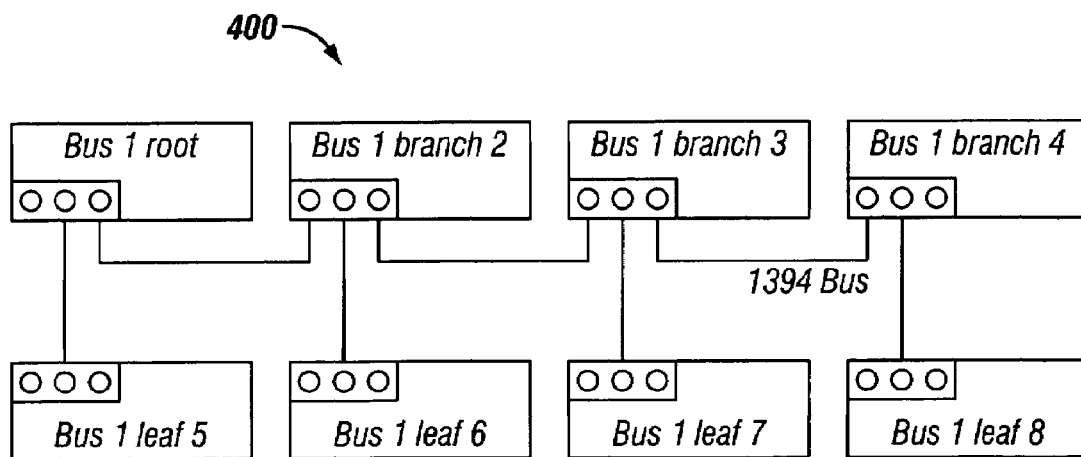 400
Bus 1 root
Bus 1 branch 2
Bus 1 branch 3
Bus 1 branch 4
1394 Bus
Bus 1 leaf 5
Bus 1 leaf 6
Bus 1 leaf 7
Bus 1 leaf 8